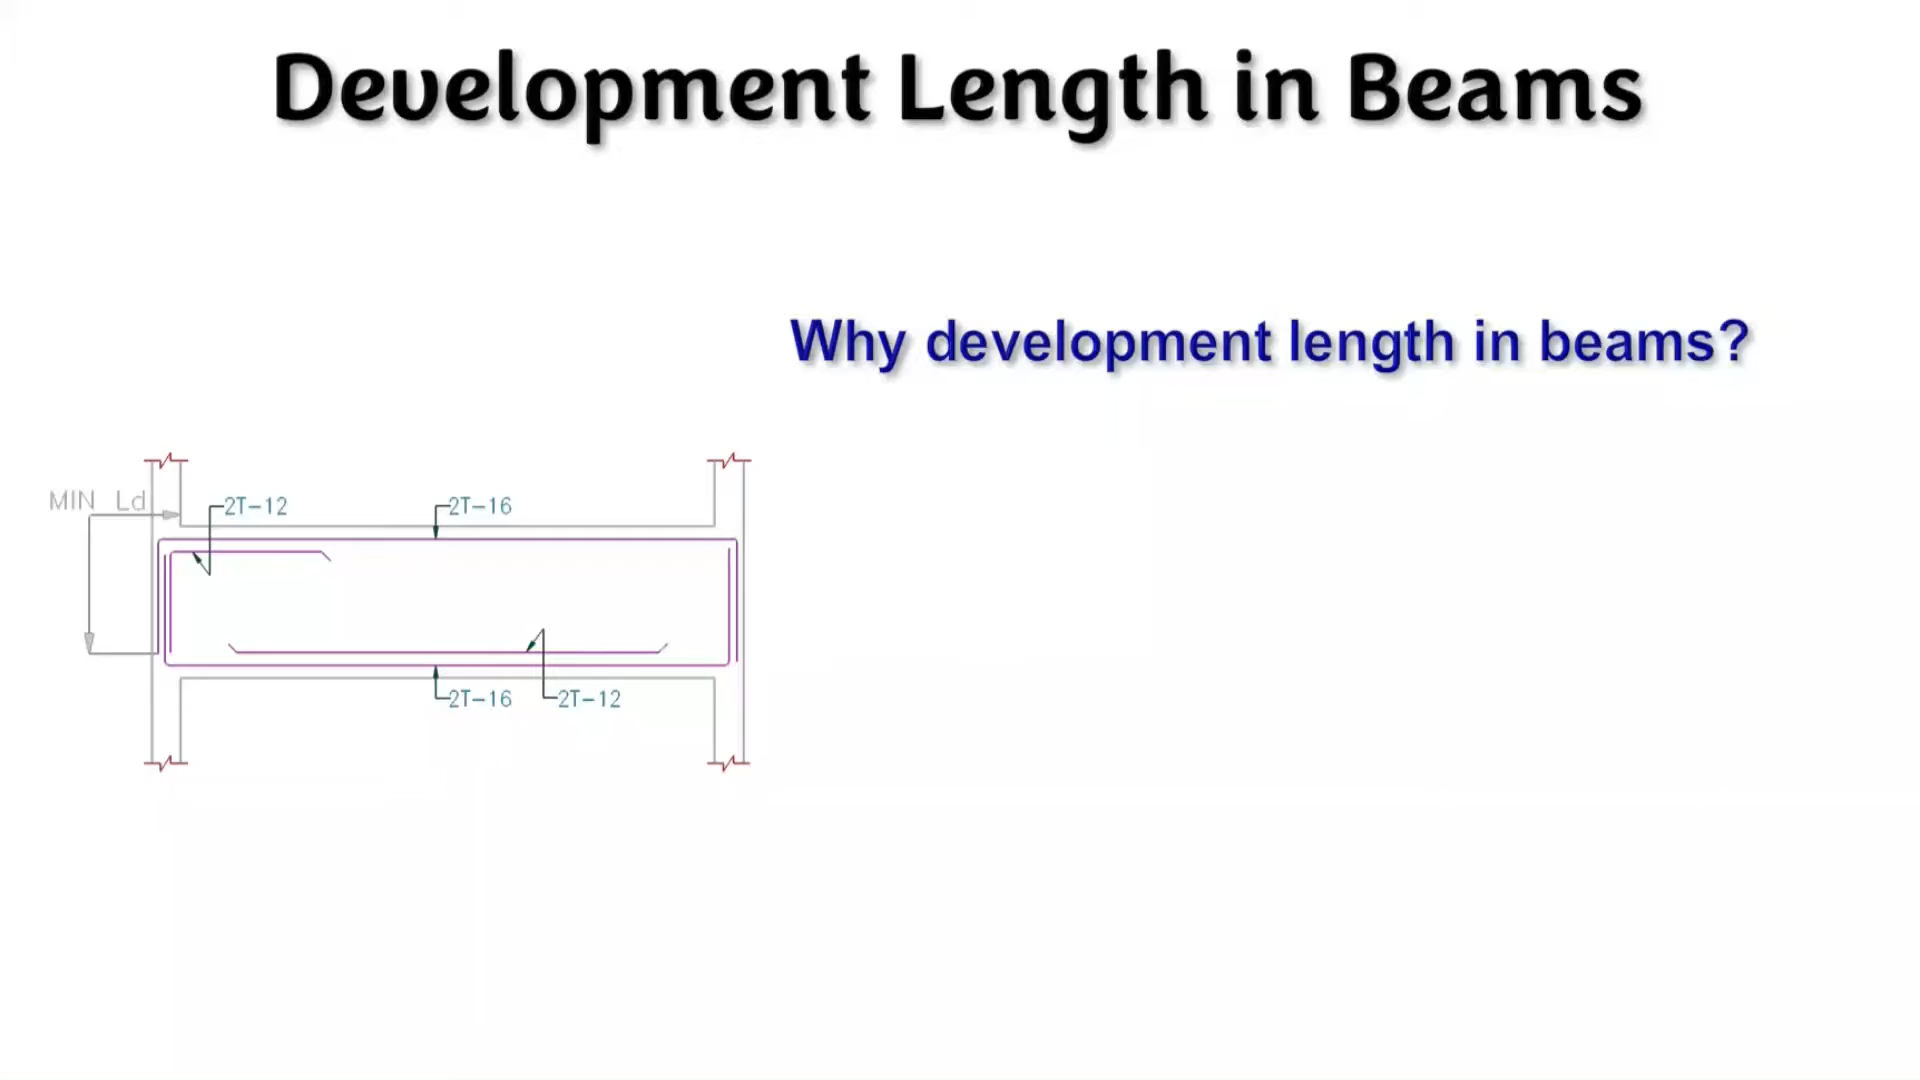 Development Length in Beams
Why development length in beams?
MIN Ld
2T-12
2T-16
2T-16
2T-12